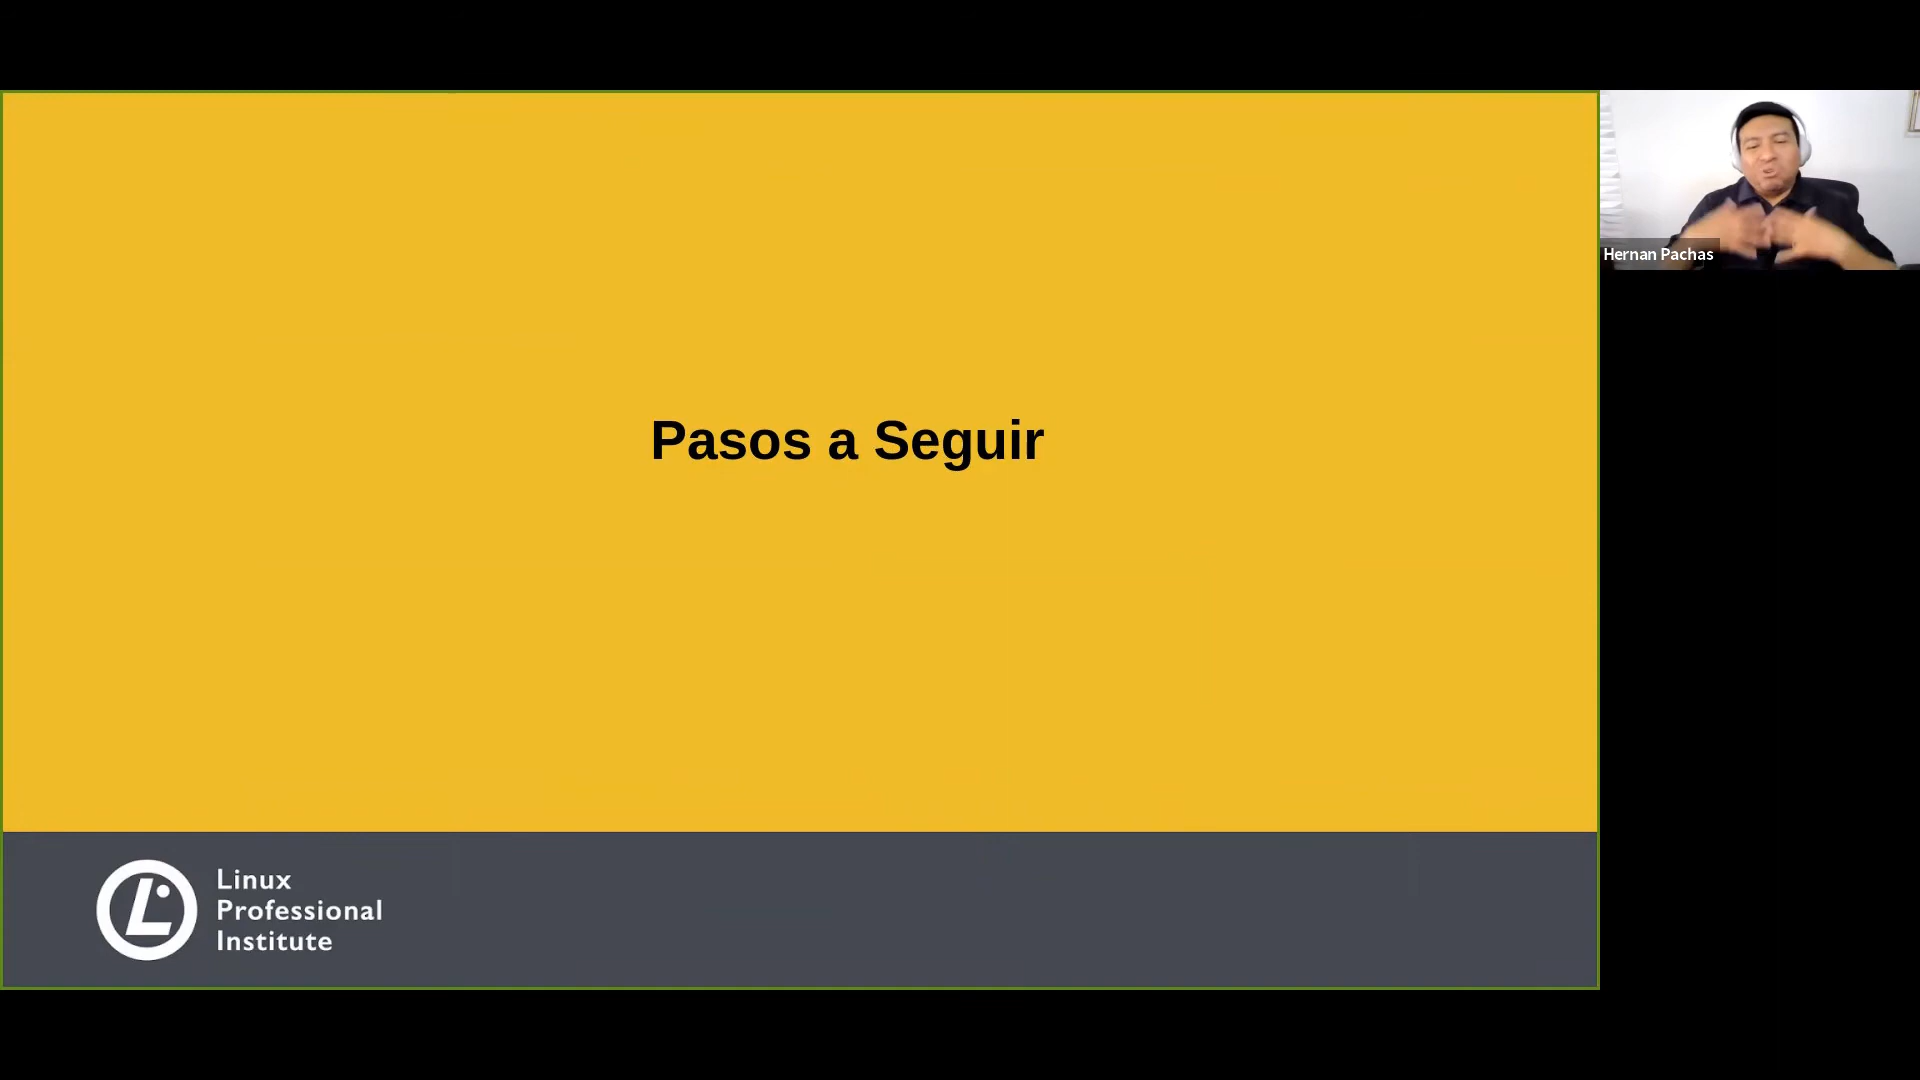 Pasos a Seguir
Hernan Pachas
Linux
Professional
Institute